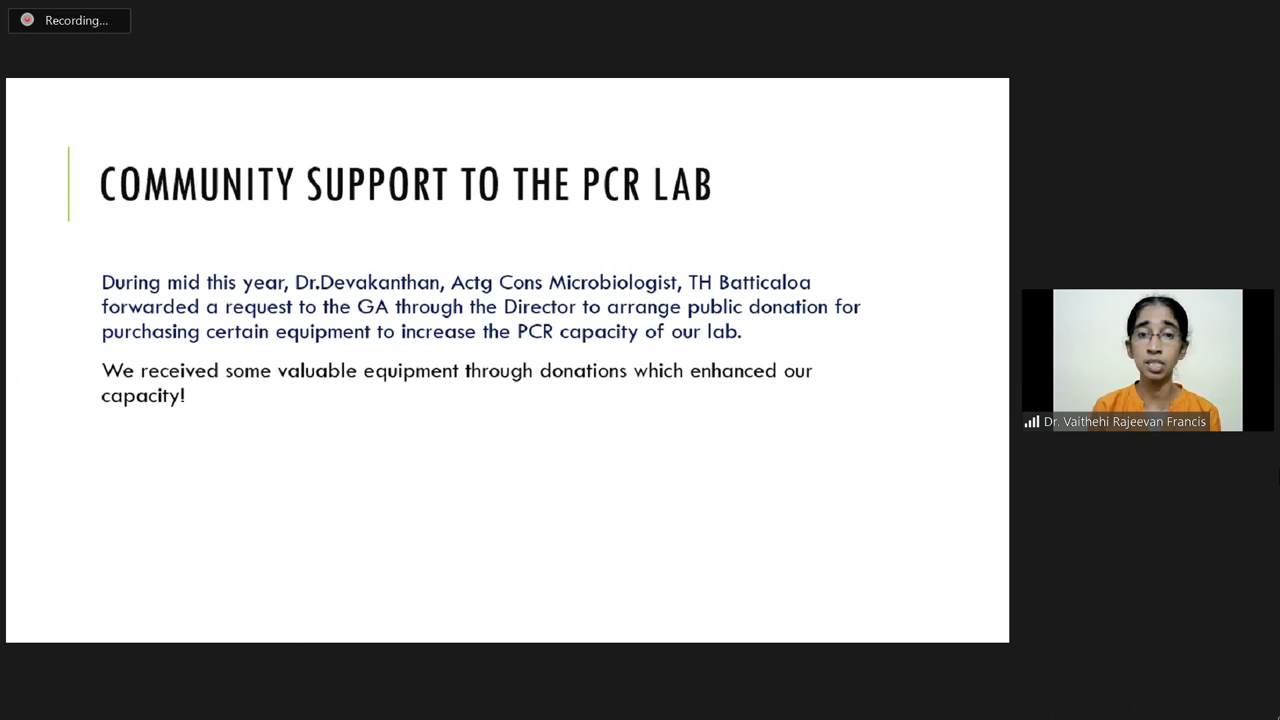 Recording...
COMMUNITY SUPPORT TO THE PCR LAB
During mid this year, Dr.Devakanthan, Actg Cons Microbiologist, TH Batticaloa
forwarded a request to the GA through the Director to arrange public donation for
purchasing certain equipment to increase the PCR capacity of our lab.
We received some valuable equipment through donations which enhanced our
capacity!
Dr. Vaithehi Rajeevan Francis